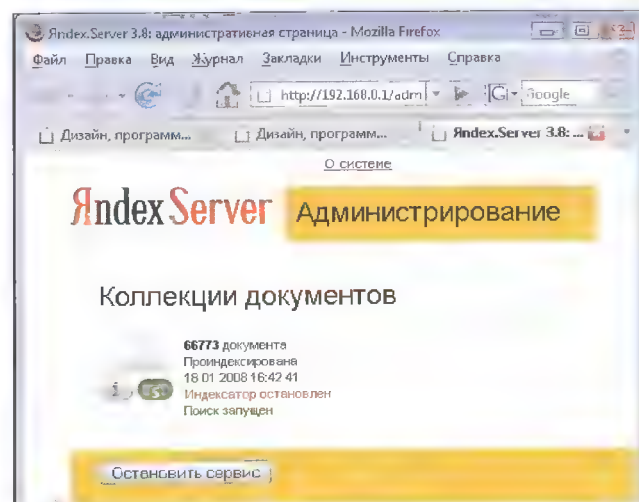 Яndex.Server 3.8: административная страница - Mozilla Firefox
Файл Правка Вид Журнал Закладки Инструменты Справка
http://192.168.0.1/adm G Google
Дизайн, программ... Дизайн, программ... Яndex.Server 3.8: ...
О системе
Яndex Server Администрирование
Коллекции документов
66773 документа
Проиндексирована
18 01 2008 16:42 41
Индексатор остановлен
Поиск запущен
Остановить сервис